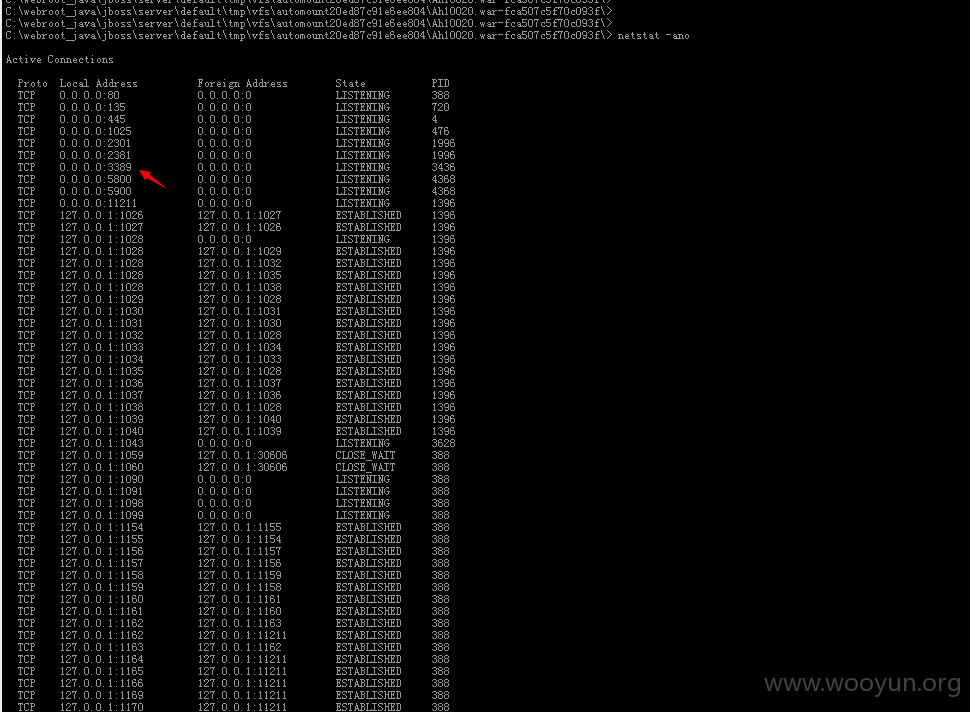 C:\webroot_java\jboss\server\default\tmp\vfs\automount20ed87c91e6ee804\Ah10020.war-fca507c5f70c093f\>
C:\webroot_java\jboss\server\default\tmp\vfs\automount20ed87c91e6ee804\Ah10020.war-fca507c5f70c093f\> netstat -ano
Active Connections
Proto Local Address Foreign Address State PID
TCP 0.0.0.0:80 0.0.0.0:0 LISTENING 388
TCP 0.0.0.0:135 0.0.0.0:0 LISTENING 720
TCP 0.0.0.0:445 0.0.0.0:0 LISTENING 4
TCP 0.0.0.0:1025 0.0.0.0:0 LISTENING 476
TCP 0.0.0.0:2301 0.0.0.0:0 LISTENING 1996
TCP 0.0.0.0:2381 0.0.0.0:0 LISTENING 1996
TCP 0.0.0.0:3389 0.0.0.0:0 LISTENING 3436
TCP 0.0.0.0:5800 0.0.0.0:0 LISTENING 4368
TCP 0.0.0.0:5900 0.0.0.0:0 LISTENING 4368
TCP 0.0.0.0:11211 0.0.0.0:0 LISTENING 1396
TCP 127.0.0.1:1026 127.0.0.1:1027 ESTABLISHED 1396
TCP 127.0.0.1:1027 127.0.0.1:1026 ESTABLISHED 1396
TCP 127.0.0.1:1028 0.0.0.0:0 LISTENING 1396
TCP 127.0.0.1:1028 127.0.0.1:1029 ESTABLISHED 1396
TCP 127.0.0.1:1028 127.0.0.1:1032 ESTABLISHED 1396
TCP 127.0.0.1:1028 127.0.0.1:1035 ESTABLISHED 1396
TCP 127.0.0.1:1028 127.0.0.1:1038 ESTABLISHED 1396
TCP 127.0.0.1:1029 127.0.0.1:1028 ESTABLISHED 1396
TCP 127.0.0.1:1030 127.0.0.1:1031 ESTABLISHED 1396
TCP 127.0.0.1:1031 127.0.0.1:1030 ESTABLISHED 1396
TCP 127.0.0.1:1032 127.0.0.1:1028 ESTABLISHED 1396
TCP 127.0.0.1:1033 127.0.0.1:1034 ESTABLISHED 1396
TCP 127.0.0.1:1034 127.0.0.1:1033 ESTABLISHED 1396
TCP 127.0.0.1:1035 127.0.0.1:1028 ESTABLISHED 1396
TCP 127.0.0.1:1036 127.0.0.1:1037 ESTABLISHED 1396
TCP 127.0.0.1:1037 127.0.0.1:1036 ESTABLISHED 1396
TCP 127.0.0.1:1038 127.0.0.1:1028 ESTABLISHED 1396
TCP 127.0.0.1:1039 127.0.0.1:1040 ESTABLISHED 1396
TCP 127.0.0.1:1040 127.0.0.1:1039 ESTABLISHED 1396
TCP 127.0.0.1:1043 0.0.0.0:0 LISTENING 3628
TCP 127.0.0.1:1059 127.0.0.1:30606 CLOSE_WAIT 388
TCP 127.0.0.1:1060 127.0.0.1:30606 CLOSE_WAIT 388
TCP 127.0.0.1:1090 0.0.0.0:0 LISTENING 388
TCP 127.0.0.1:1091 0.0.0.0:0 LISTENING 388
TCP 127.0.0.1:1098 0.0.0.0:0 LISTENING 388
TCP 127.0.0.1:1099 0.0.0.0:0 LISTENING 388
TCP 127.0.0.1:1154 127.0.0.1:1155 ESTABLISHED 388
TCP 127.0.0.1:1155 127.0.0.1:1154 ESTABLISHED 388
TCP 127.0.0.1:1156 127.0.0.1:1157 ESTABLISHED 388
TCP 127.0.0.1:1157 127.0.0.1:1156 ESTABLISHED 388
TCP 127.0.0.1:1158 127.0.0.1:1159 ESTABLISHED 388
TCP 127.0.0.1:1159 127.0.0.1:1158 ESTABLISHED 388
TCP 127.0.0.1:1160 127.0.0.1:1161 ESTABLISHED 388
TCP 127.0.0.1:1161 127.0.0.1:1160 ESTABLISHED 388
TCP 127.0.0.1:1162 127.0.0.1:1163 ESTABLISHED 388
TCP 127.0.0.1:1162 127.0.0.1:11211 ESTABLISHED 388
TCP 127.0.0.1:1163 127.0.0.1:1162 ESTABLISHED 388
TCP 127.0.0.1:1164 127.0.0.1:11211 ESTABLISHED 388
TCP 127.0.0.1:1165 127.0.0.1:11211 ESTABLISHED 388
TCP 127.0.0.1:1166 127.0.0.1:11211 ESTABLISHED 388
TCP 127.0.0.1:1169 127.0.0.1:11211 ESTABLISHED 388
TCP 127.0.0.1:1170 127.0.0.1:11211 ESTABLISHED 388
www.wooyun.org